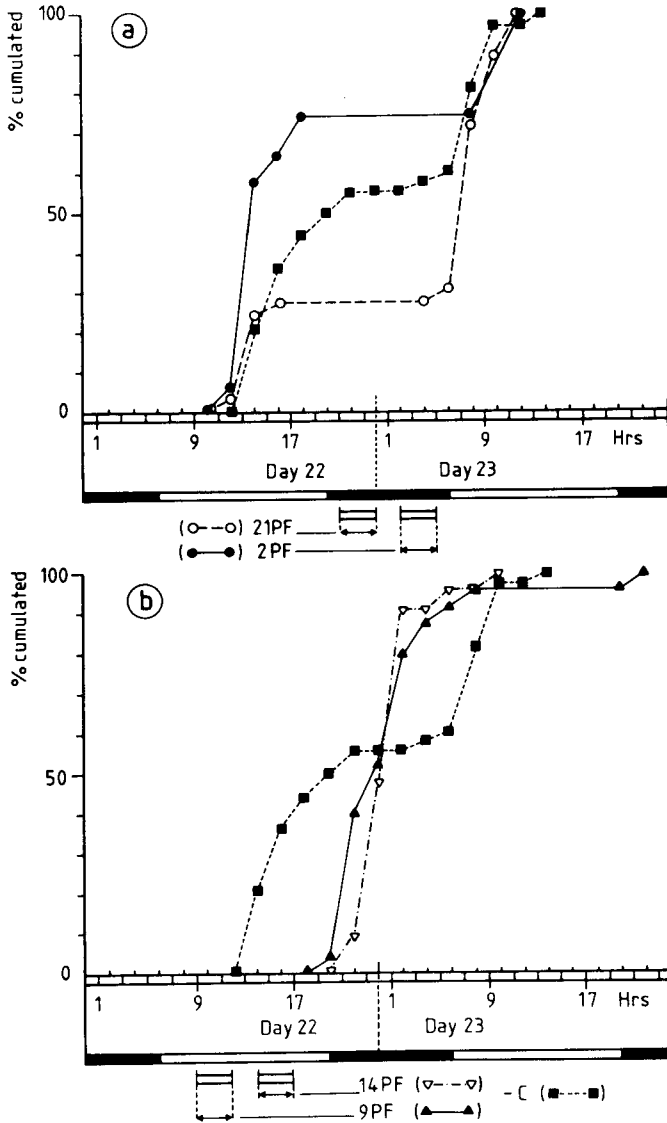 a
% cumulated
100
50
0
1 9 17 1 9 17 Hrs
Day 22 Day 23
(○--○) 21PF
(●—●) 2PF
b
% cumulated
100
50
0
1 9 17 1 9 17 Hrs
Day 22 Day 23
14PF (▽-·-▽) - C (■---■)
9PF (▲—▲)